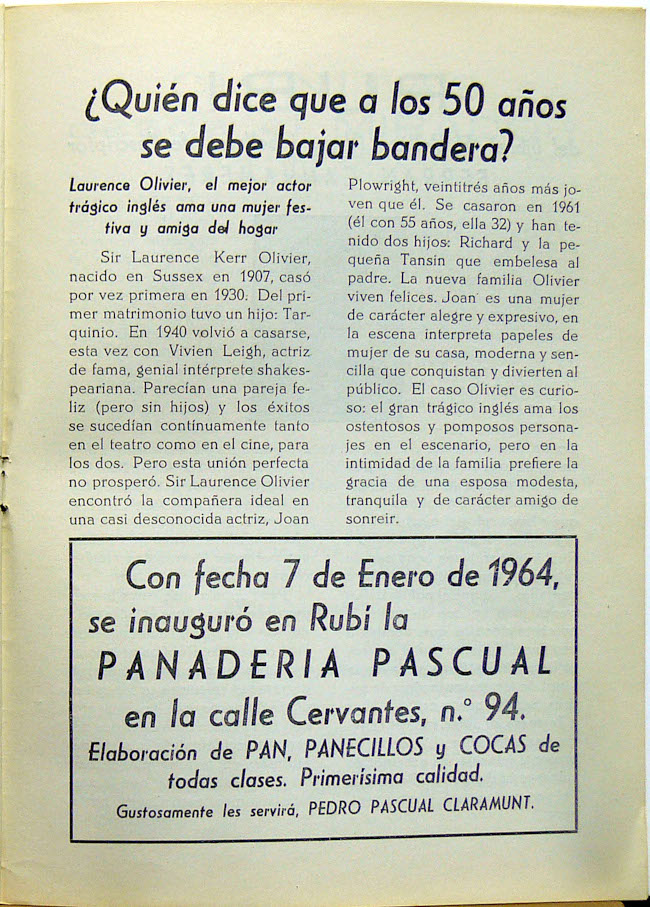 ¿Quién dice que a los 50 años
se debe bajar bandera?
Laurence Olivier, el mejor actor
trágico inglés ama una mujer fes-
tiva y amiga del hogar
Sir Laurence Kerr Olivier,
nacido en Sussex en 1907, casó
por vez primera en 1930. Del pri-
mer matrimonio tuvo un hijo: Tar-
quinio. En 1940 volvió a casarse,
esta vez con Vivien Leigh, actriz
de fama, genial intérprete shakes-
peariana. Parecían una pareja fe-
liz (pero sin hijos) y los éxitos
se sucedían contínuamente tanto
en el teatro como en el cine, para
los dos. Pero esta unión perfecta
no prosperó. Sir Laurence Olivier
encontró la compañera ideal en
una casi desconocida actriz, Joan
Plowright, veintitrés años más jo-
ven que él. Se casaron en 1961
(él con 55 años, ella 32) y han te-
nido dos hijos: Richard y la pe-
queña Tansin que embelesa al
padre. La nueva familia Olivier
viven felices. Joan es una mujer
de carácter alegre y expresivo, en
la escena interpreta papeles de
mujer de su casa, moderna y sen-
cilla que conquistan y divierten al
público. El caso Olivier es curio-
so: el gran trágico inglés ama los
ostentosos y pomposos persona-
jes en el escenario, pero en la
intimidad de la familia prefiere la
gracia de una esposa modesta,
tranquila y de carácter amigo de
sonreir.
Con fecha 7 de Enero de 1964,
se inauguró en Rubí la
PANADERIA PASCUAL
en la calle Cervantes, n.° 94.
Elaboración de PAN, PANECILLOS y COCAS de
todas clases. Primerísima calidad.
Gustosamente les servirá, PEDRO PASCUAL CLARAMUNT.